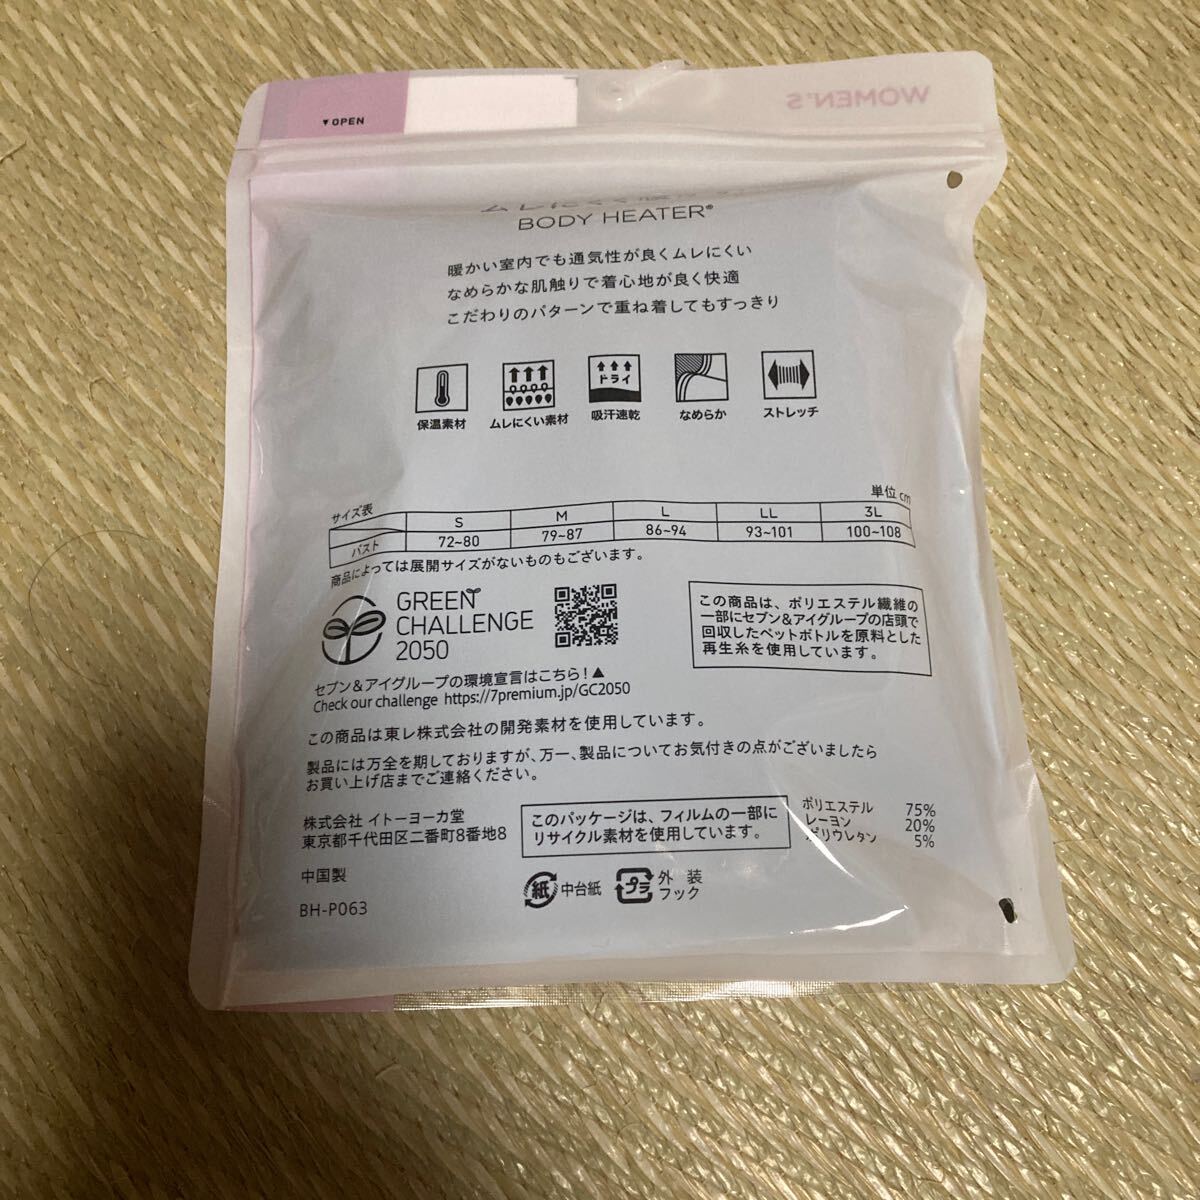 WOMEN'S
▼OPEN
ムレにくく
BODY HEATER®
暖かい室内でも通気性が良くムレにくい
なめらかな肌触りで着心地が良く快適
こだわりのパターンで重ね着してもすっきり
ドライ
保温素材 ムレにくい素材 吸汗速乾 なめらか ストレッチ
サイズ表 単位 cm
S M L LL 3L
バスト 72~80 79~87 86~94 93~101 100~108
商品によっては展開サイズがないものもございます。
GREEN
CHALLENGE
2050
セブン&アイグループの環境宣言はこちら!▲
Check our challenge https://7premium.jp/GC2050
この商品は、ポリエステル繊維の
一部にセブン&アイグループの店頭で
回収したペットボトルを原料とした
再生糸を使用しています。
この商品は東レ株式会社の開発素材を使用しています。
製品には万全を期しておりますが、万一、製品についてお気付きの点がございましたら
お買い上げ店までご連絡ください。
株式会社 イトーヨーカ堂
東京都千代田区二番町8番地8
このパッケージは、フィルムの一部に
リサイクル素材を使用しています。
ポリエステル 75%
レーヨン 20%
ポリウレタン 5%
中国製
紙 中台紙
プラ 外装
フック
BH-P063